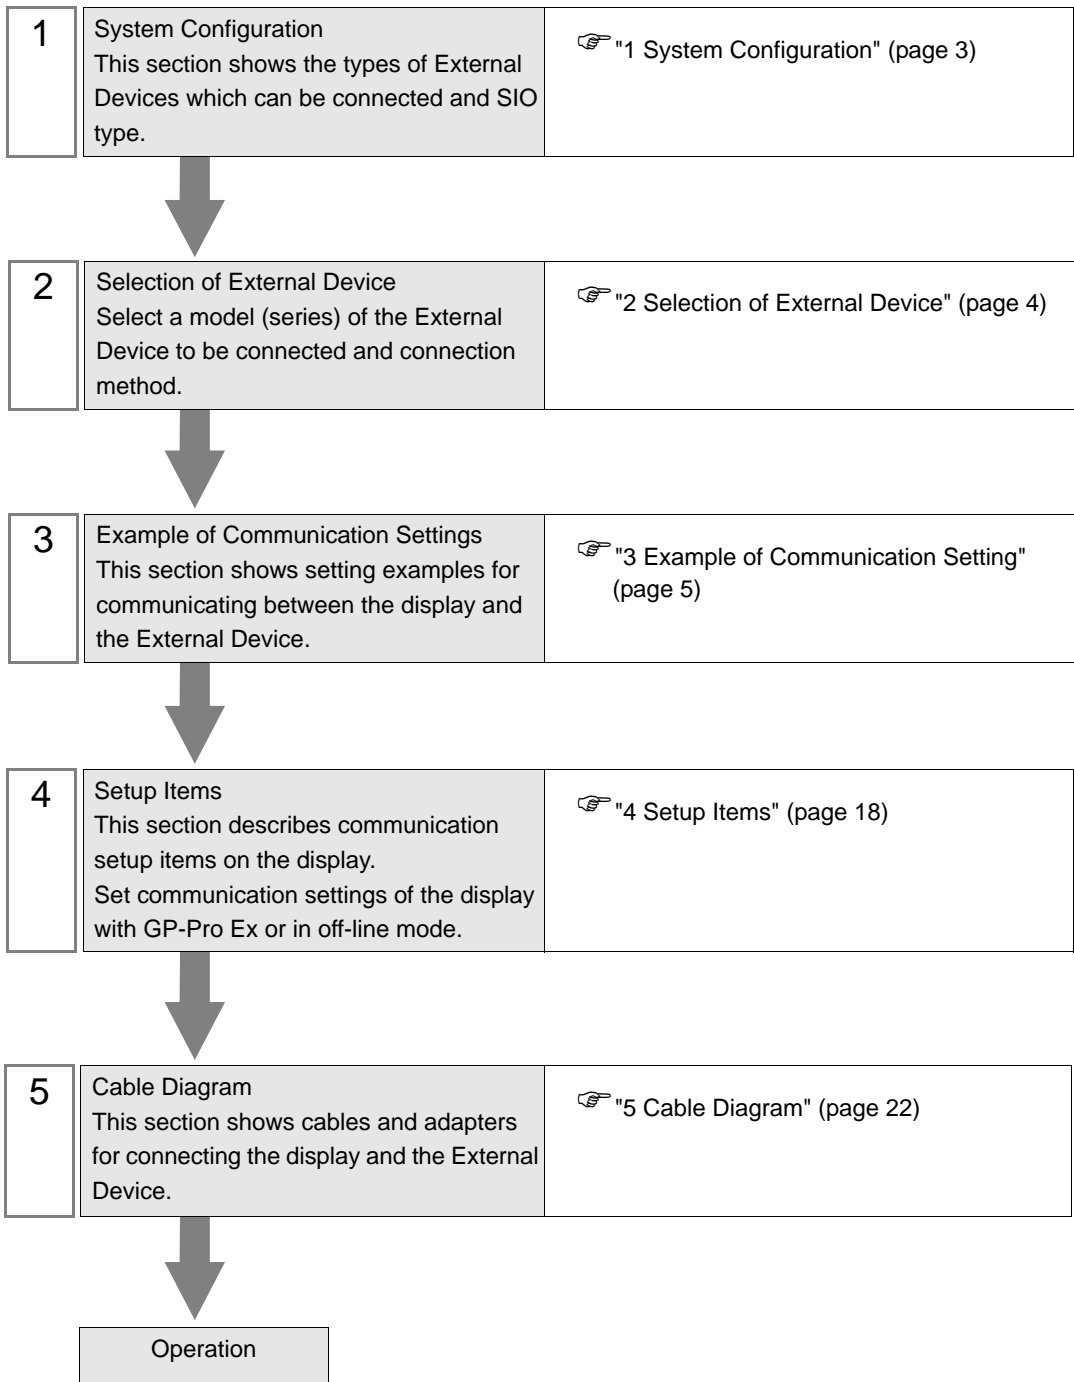 1
System Configuration
This section shows the types of External
Devices which can be connected and SIO
type.
"1 System Configuration" (page 3)
2
Selection of External Device
Select a model (series) of the External
Device to be connected and connection
method.
"2 Selection of External Device" (page 4)
3
Example of Communication Settings
This section shows setting examples for
communicating between the display and
the External Device.
"3 Example of Communication Setting"
(page 5)
4
Setup Items
This section describes communication
setup items on the display.
Set communication settings of the display
with GP-Pro Ex or in off-line mode.
"4 Setup Items" (page 18)
5
Cable Diagram
This section shows cables and adapters
for connecting the display and the External
Device.
"5 Cable Diagram" (page 22)
Operation